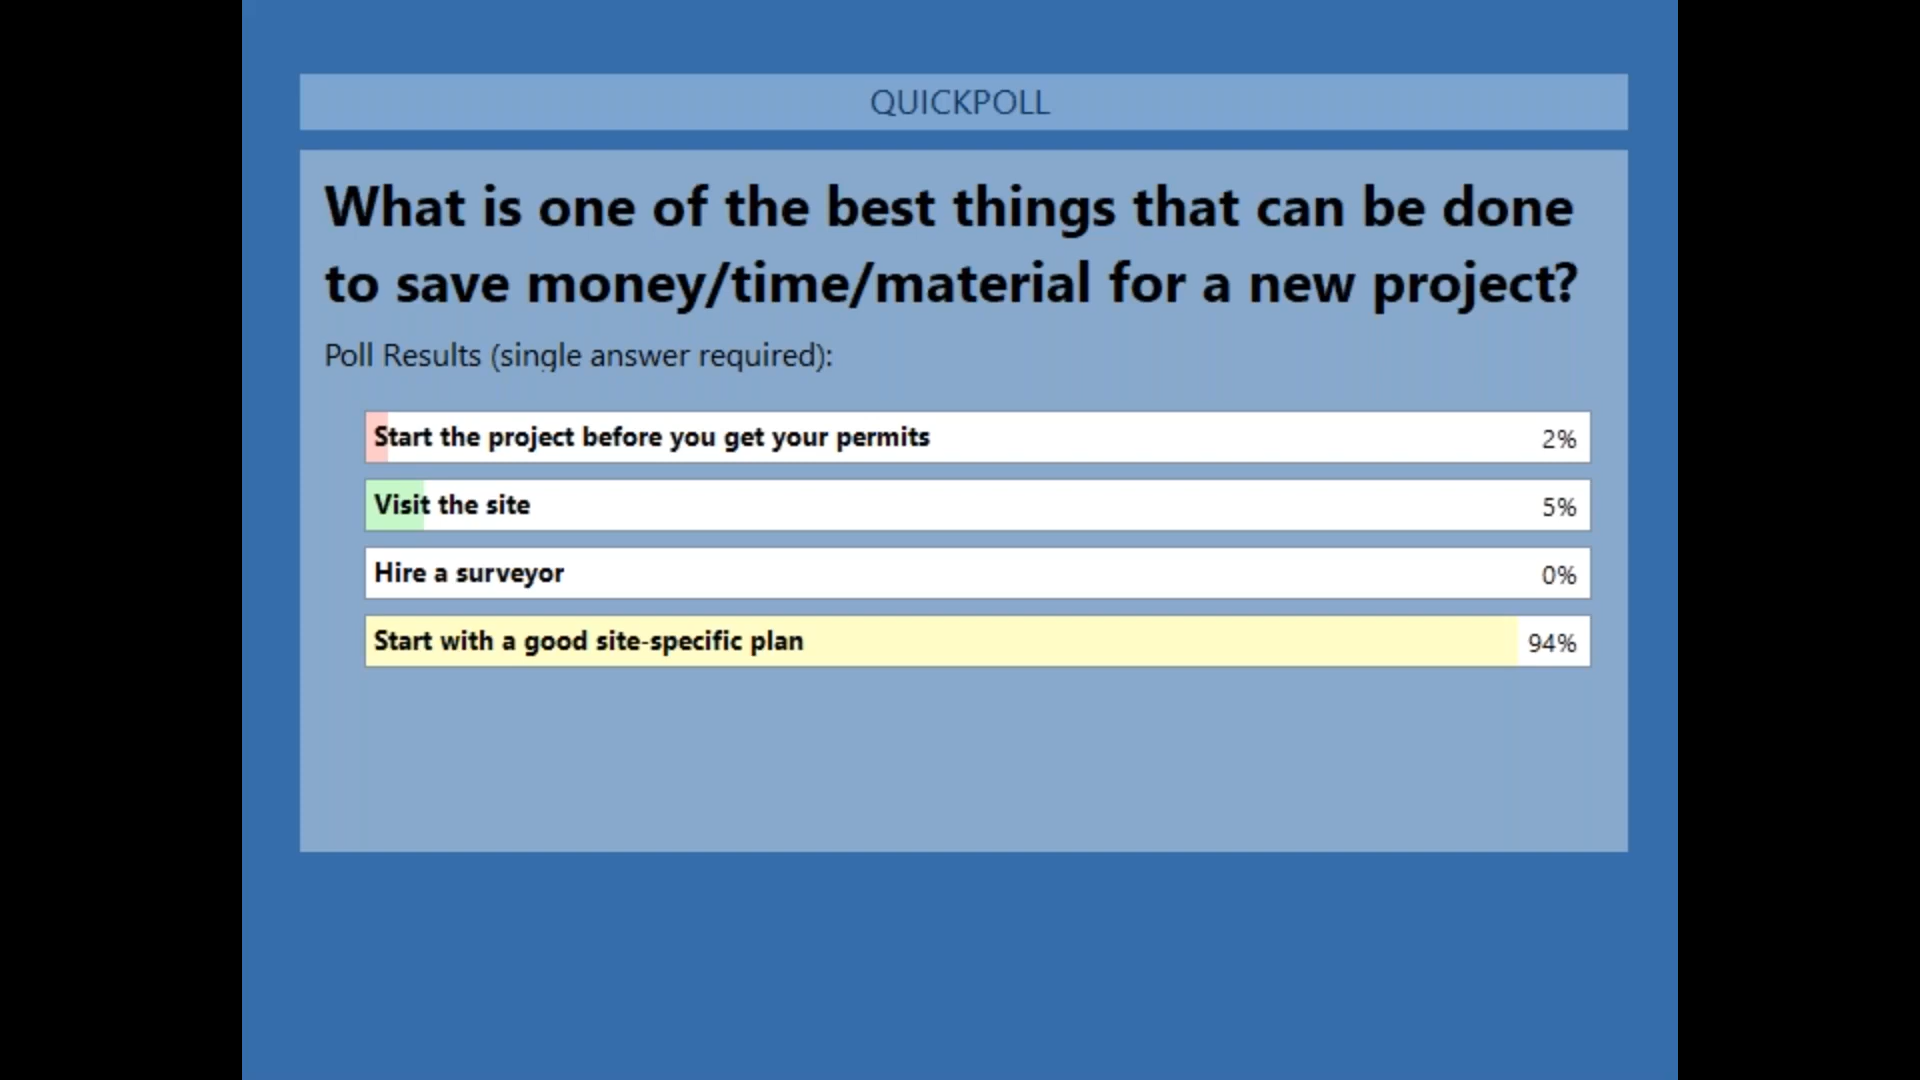 QUICKPOLL
What is one of the best things that can be done
to save money/time/material for a new project?
Poll Results (single answer required):
Start the project before you get your permits 2%
Visit the site 5%
Hire a surveyor 0%
Start with a good site-specific plan 94%